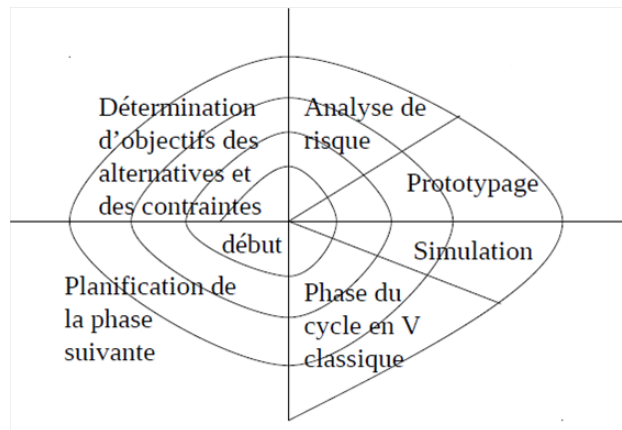 Détermination
d'objectifs des
alternatives et
des contraintes
Analyse de
risque
Prototypage
début
Simulation
Planification de
la phase
suivante
Phase du
cycle en V
classique